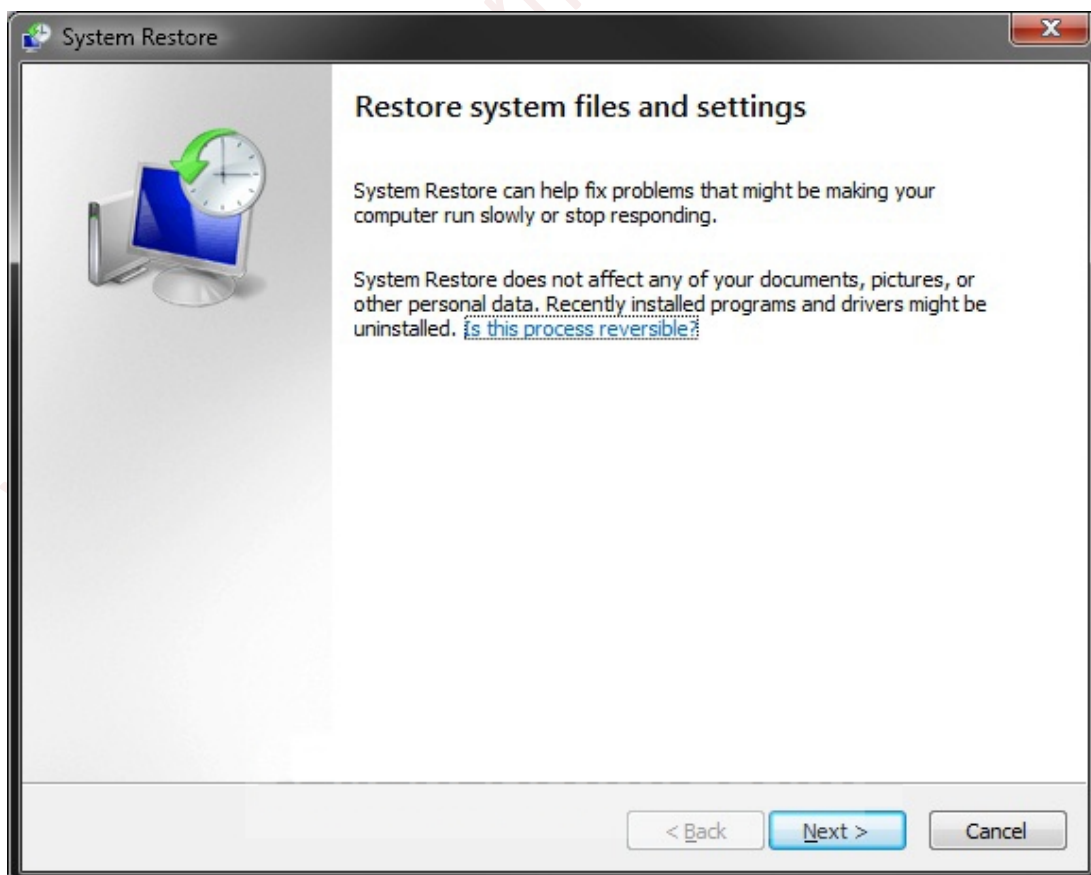 System Restore
Restore system files and settings
System Restore can help fix problems that might be making your
computer run slowly or stop responding.
System Restore does not affect any of your documents, pictures, or
other personal data. Recently installed programs and drivers might be
uninstalled. Is this process reversible?
< Back
Next >
Cancel